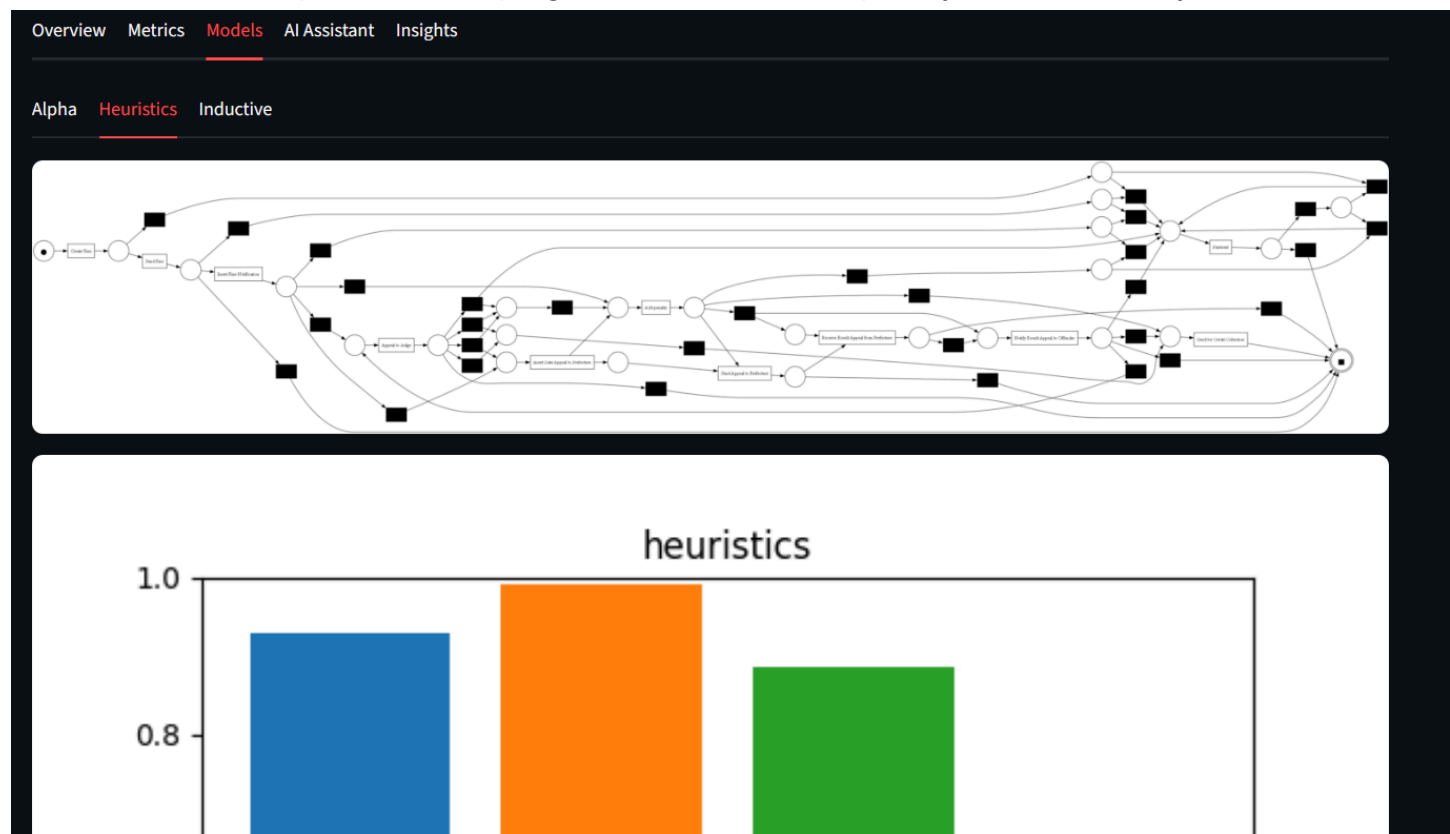 Overview Metrics Models AI Assistant Insights
Alpha Heuristics Inductive
Create Fine
Send Fine
Insert Fine Notification
Appeal to Judge
Add penalty
Insert Date Appeal to Prefecture
Send Appeal to Prefecture
Receive Result Appeal from Prefecture
Notify Result Appeal to Offender
Payment
Send for Credit Collection
heuristics
1.0
0.8